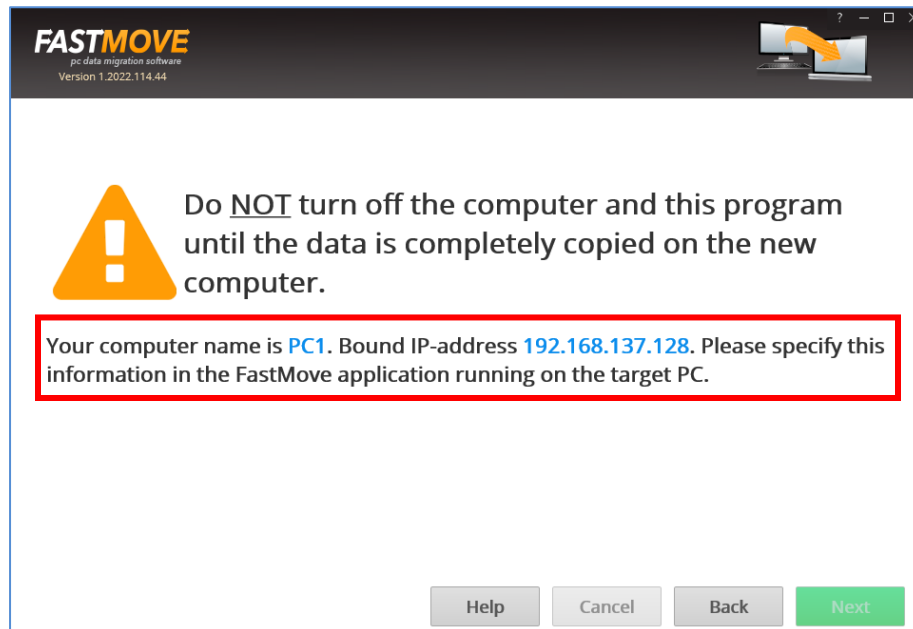 FASTMOVE
pc data migration software
Version 1.2022.114.44
?
Do NOT turn off the computer and this program
until the data is completely copied on the new
computer.
Your computer name is PC1. Bound IP-address 192.168.137.128. Please specify this
information in the FastMove application running on the target PC.
Help Cancel Back Next